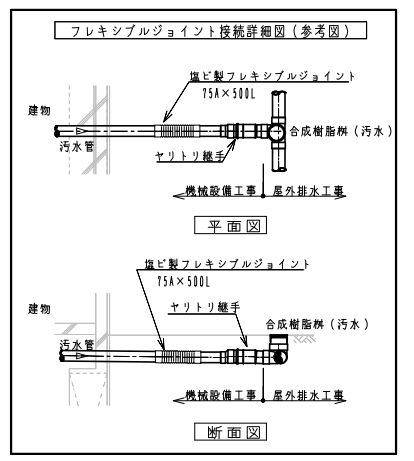 フレキシブルジョイント接続詳細図(参考図)
塩ビ製フレキシブルジョイント
75A×500L
建物
汚水管
ヤリトリ継手
合成樹脂桝(汚水)
機械設備工事
屋外排水工事
平面図
塩ビ製フレキシブルジョイント
75A×500L
建物
ヤリトリ継手
合成樹脂桝(汚水)
汚水管
機械設備工事
屋外排水工事
断面図